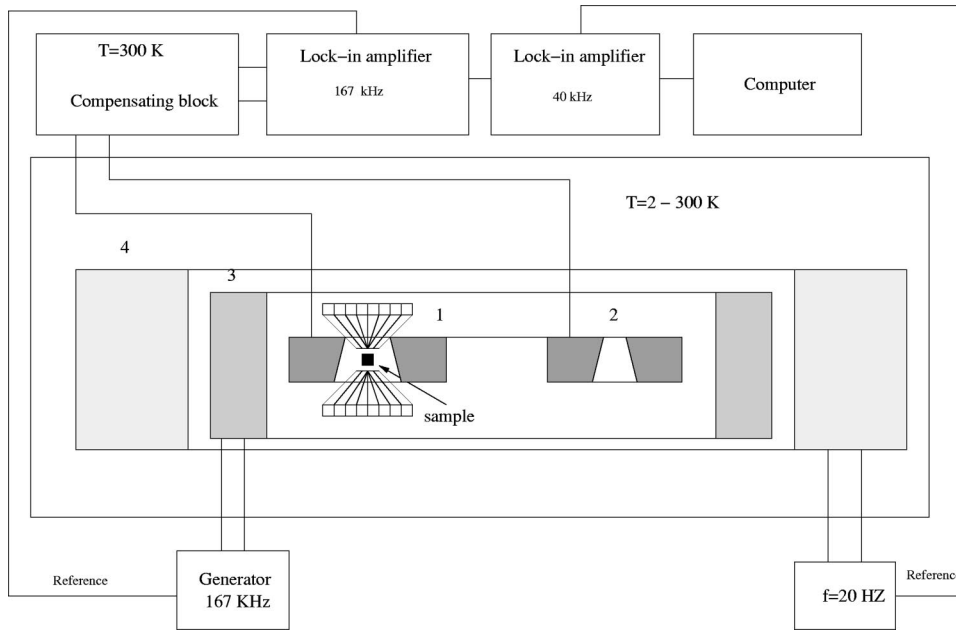 T=300 K
Compensating block
Lock−in amplifier
167 kHz
Lock−in amplifier
40 kHz
Computer
T=2 − 300 K
4
3
1
2
sample
Reference
Generator
167 KHz
f=20 HZ
Reference